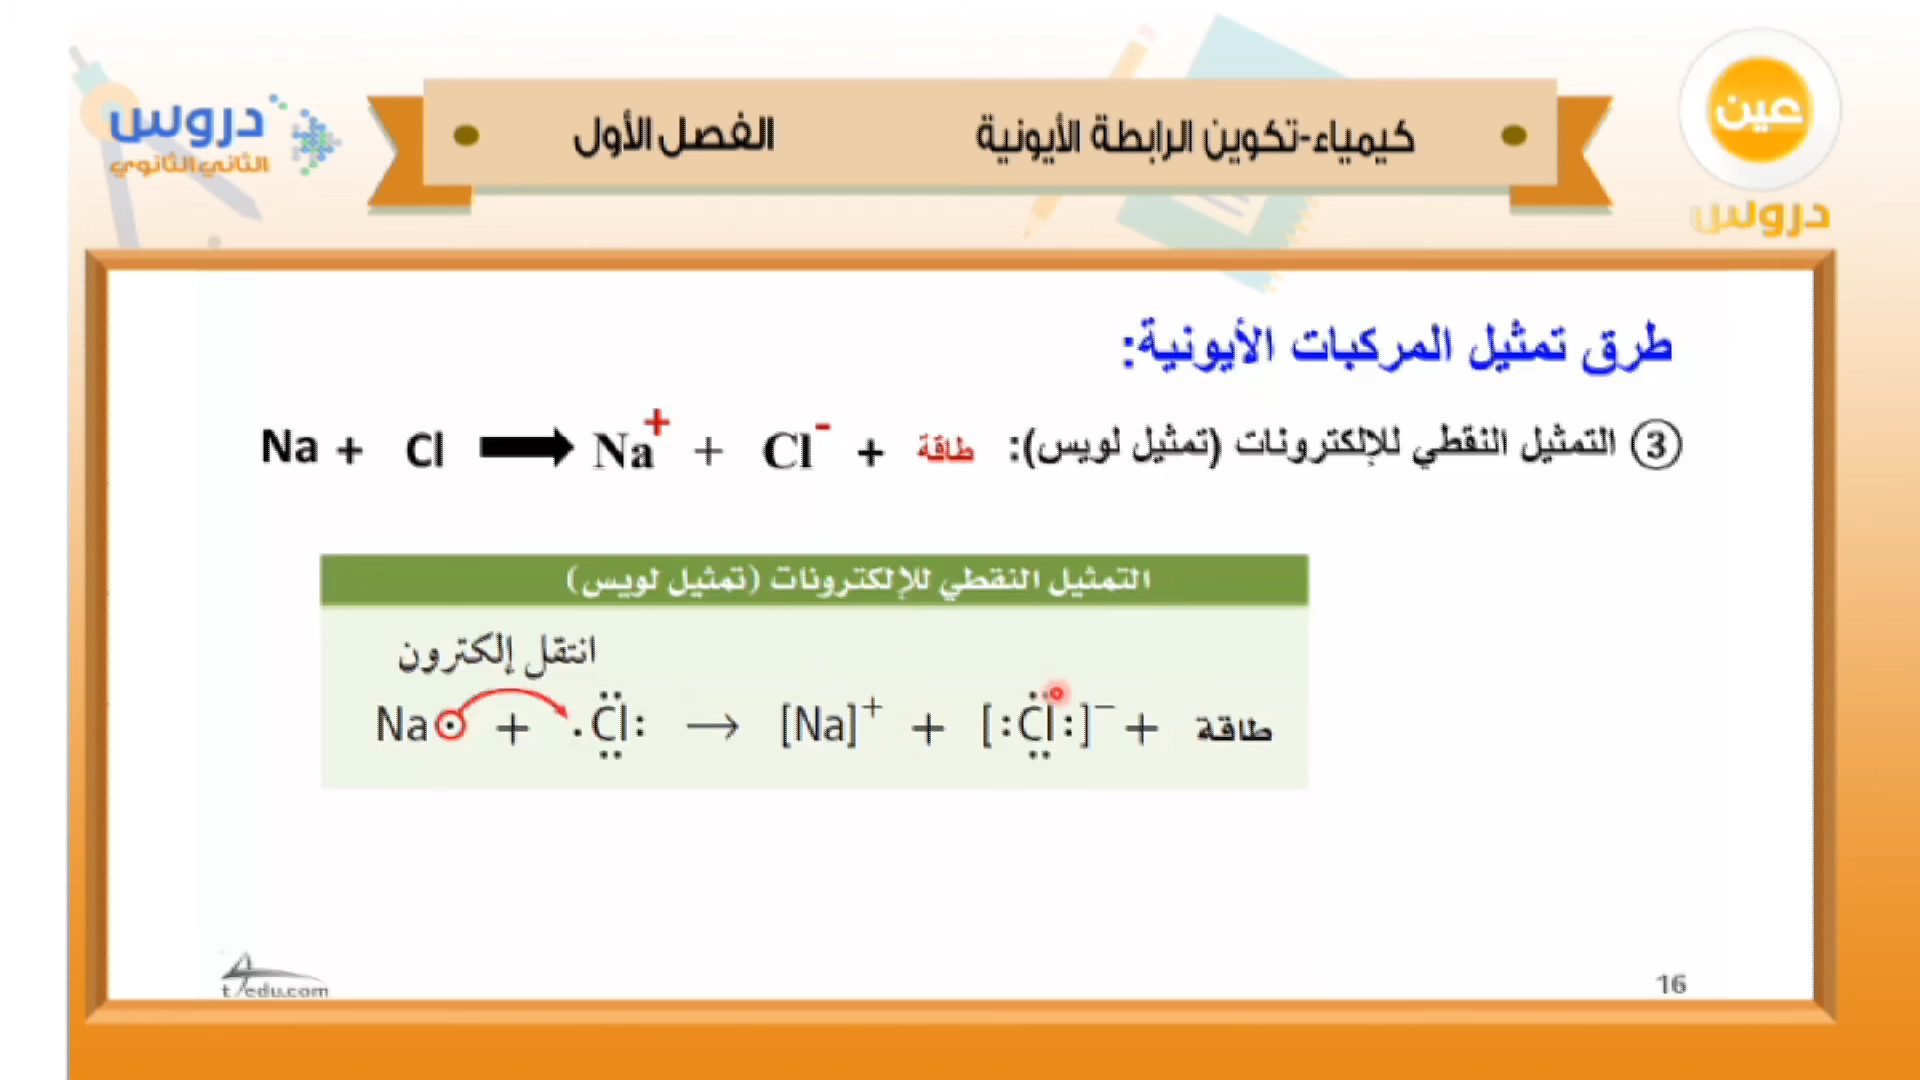 دروس
الثاني الثانوي
كيمياء-تكوين الرابطة الأيونية
الفصل الأول
عين
دروس
طرق تمثيل المركبات الأيونية:
③ التمثيل النقطي للإلكترونات (تمثيل لويس):
Na + Cl ➡ Na⁺ + Cl⁻ + طاقة
التمثيل النقطي للإلكترونات (تمثيل لويس)
انتقل إلكترون
Na· + ·Cl: → [Na]⁺ + [:Cl:]⁻ + طاقة
t4edu.com
16